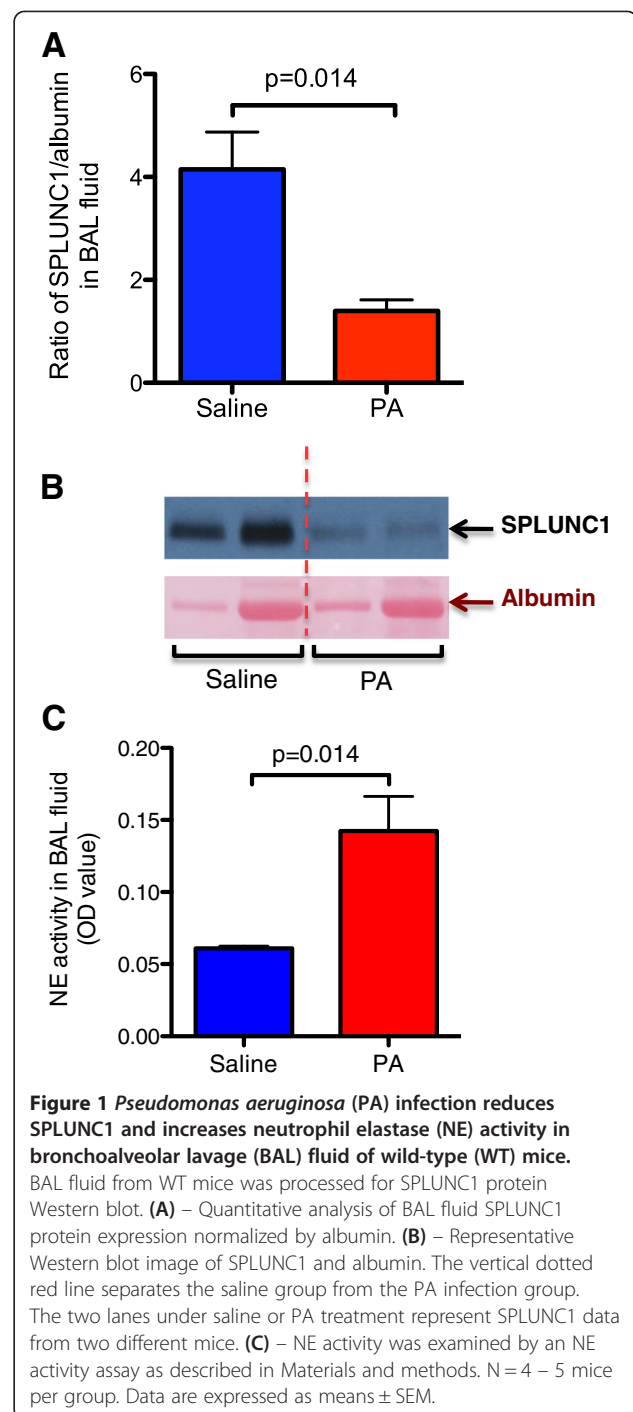 A
p=0.014
Ratio of SPLUNC1/albumin
in BAL fluid
6
4
2
0
Saline
PA
B
SPLUNC1
Albumin
Saline
PA
C
p=0.014
NE activity in BAL fluid
(OD value)
0.20
0.15
0.10
0.05
0.00
Saline
PA
Figure 1 Pseudomonas aeruginosa (PA) infection reduces
SPLUNC1 and increases neutrophil elastase (NE) activity in
bronchoalveolar lavage (BAL) fluid of wild-type (WT) mice.
BAL fluid from WT mice was processed for SPLUNC1 protein
Western blot. (A) – Quantitative analysis of BAL fluid SPLUNC1
protein expression normalized by albumin. (B) – Representative
Western blot image of SPLUNC1 and albumin. The vertical dotted
red line separates the saline group from the PA infection group.
The two lanes under saline or PA treatment represent SPLUNC1 data
from two different mice. (C) – NE activity was examined by an NE
activity assay as described in Materials and methods. N = 4 – 5 mice
per group. Data are expressed as means ± SEM.